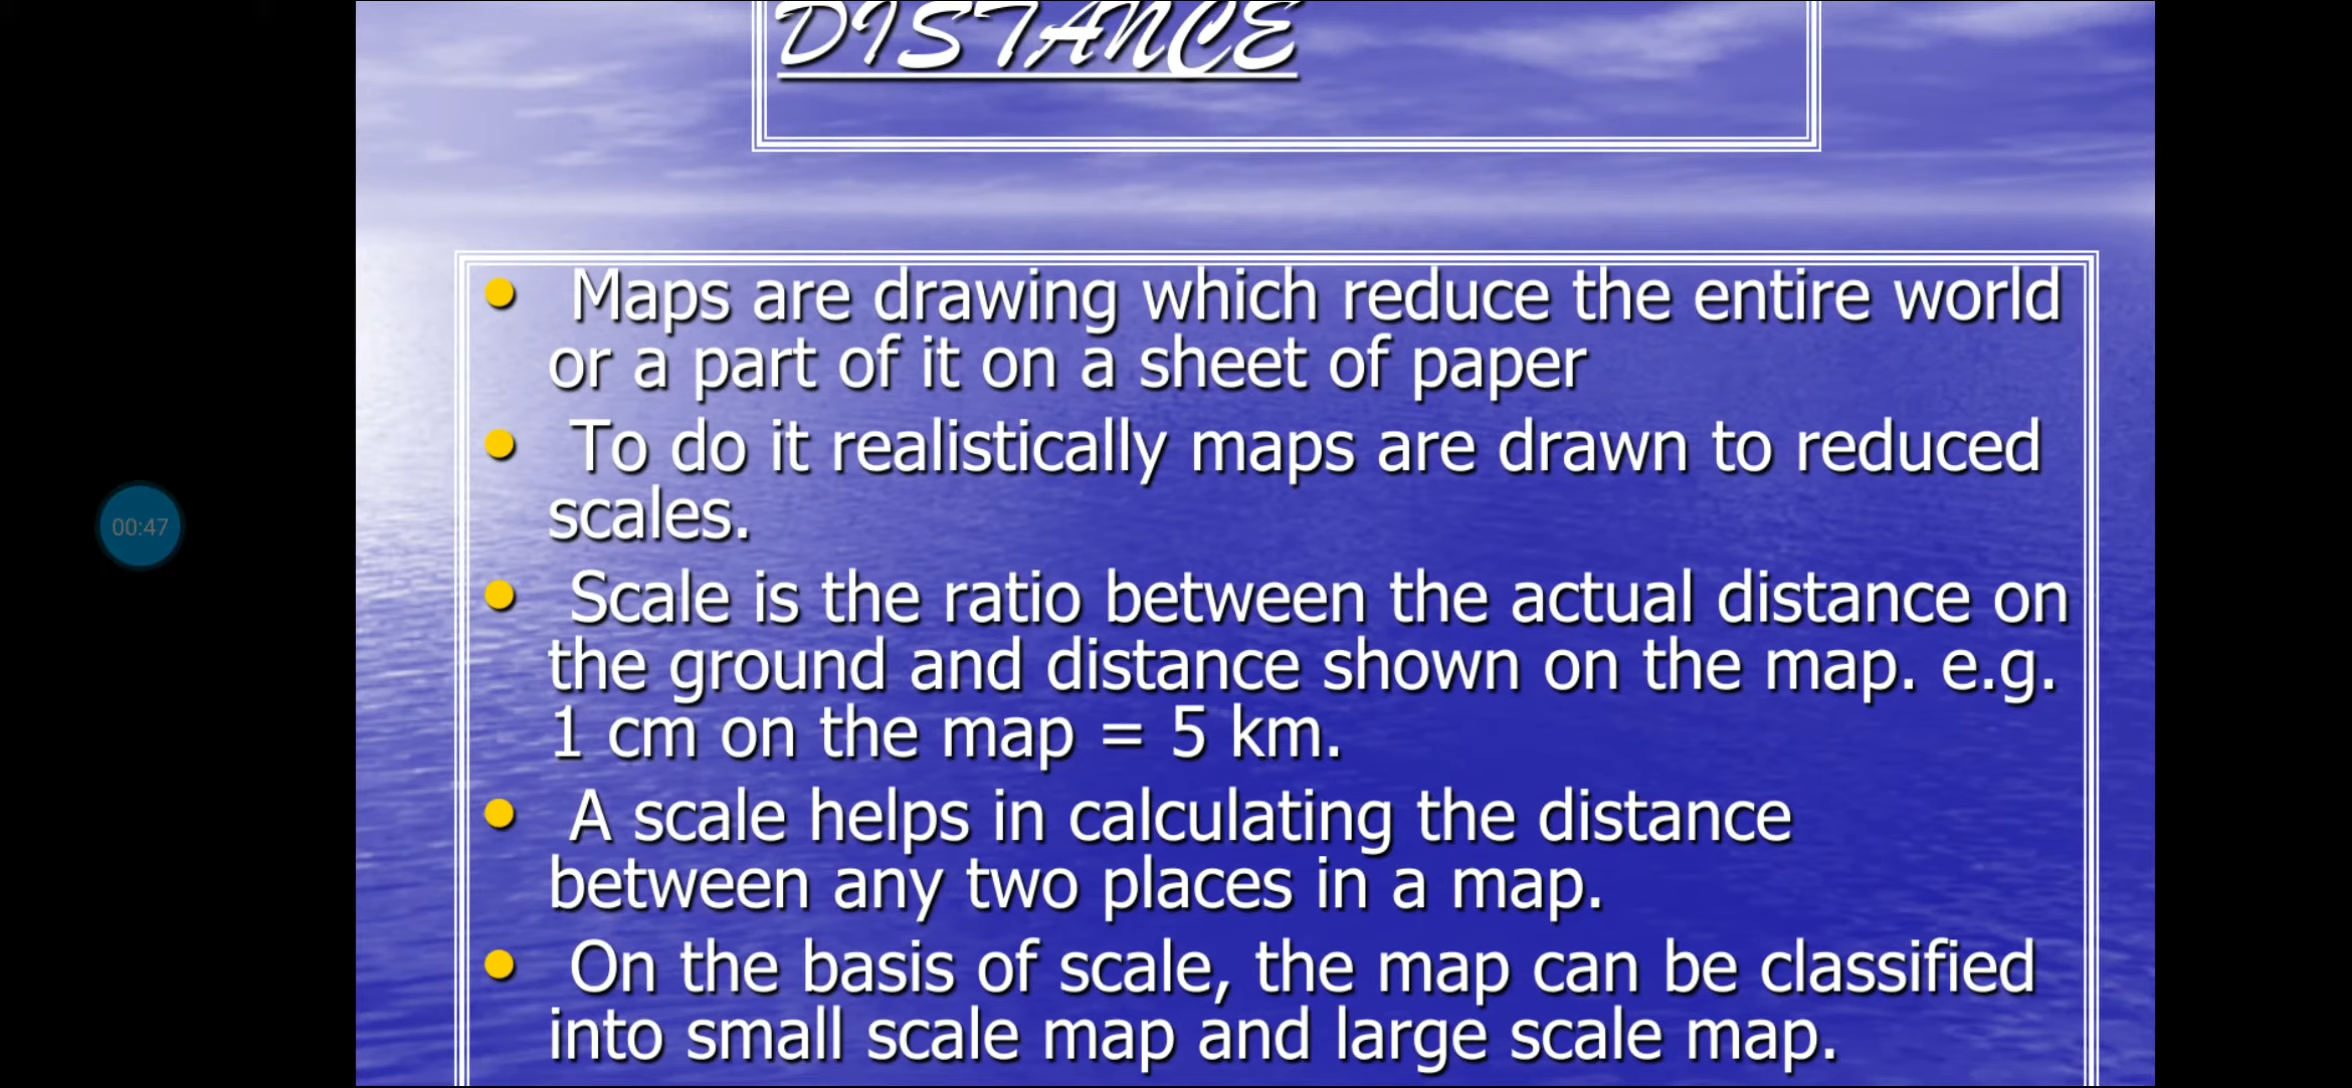 DISTANCE
• Maps are drawing which reduce the entire world
or a part of it on a sheet of paper
• To do it realistically maps are drawn to reduced
scales.
• Scale is the ratio between the actual distance on
the ground and distance shown on the map. e.g.
1 cm on the map = 5 km.
• A scale helps in calculating the distance
between any two places in a map.
• On the basis of scale, the map can be classified
into small scale map and large scale map.
00:47